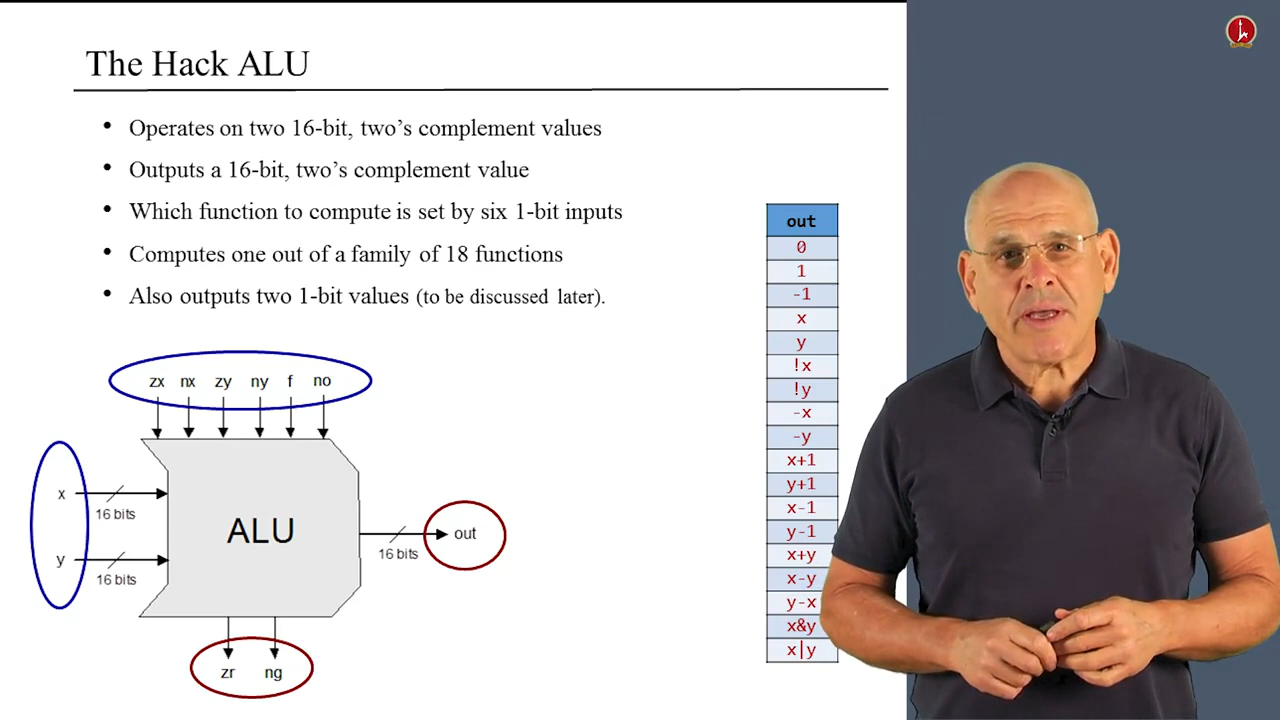 The Hack ALU
• Operates on two 16-bit, two's complement values
• Outputs a 16-bit, two's complement value
• Which function to compute is set by six 1-bit inputs
• Computes one out of a family of 18 functions
• Also outputs two 1-bit values (to be discussed later).
zx nx zy ny f no
x
16 bits
y
16 bits
ALU
16 bits
out
zr ng
out
0
1
-1
x
y
!x
!y
-x
-y
x+1
y+1
x-1
y-1
x+y
x-y
y-x
x&y
x|y